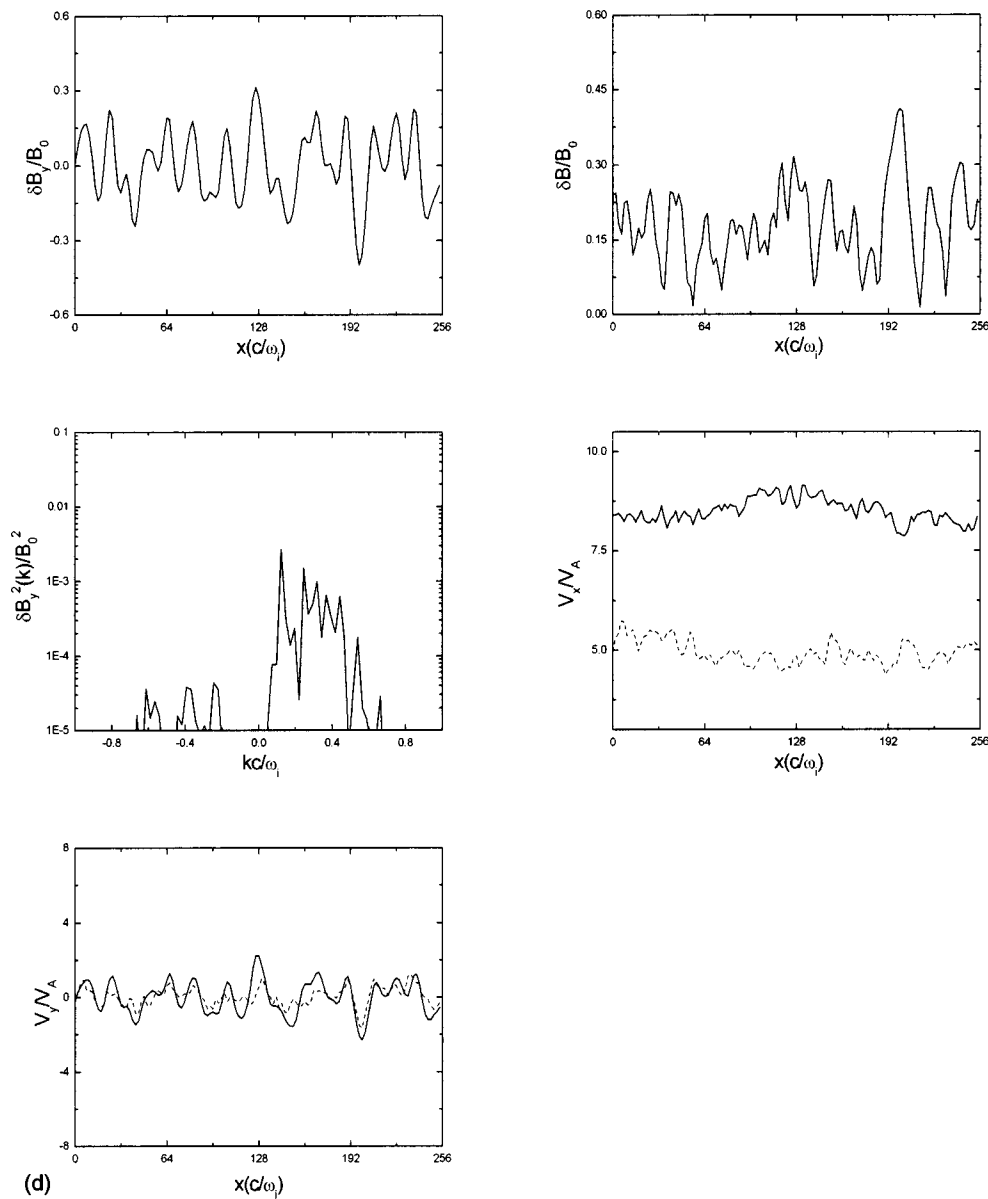 0.6
0.3
0.0
-0.3
-0.6
δB_y/B_0
0 64 128 192 256
x(c/ω_i)
0.60
0.45
0.30
0.15
0.00
δB/B_0
0 64 128 192 256
x(c/ω_i)
0.1
0.01
1E-3
1E-4
1E-5
δB_y^2(k)/B_0^2
-0.8 -0.4 0.0 0.4 0.8
kc/ω_i
10.0
7.5
5.0
V_x/V_A
0 64 128 192 256
x(c/ω_i)
8
4
0
-4
-8
V_y/V_A
0 64 128 192 256
x(c/ω_i)
(d)